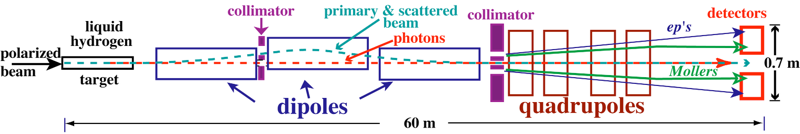 liquid
hydrogen
target
polarized
beam
collimator
primary & scattered
beam
photons
dipoles
collimator
ep's
Mollers
quadrupoles
detectors
0.7 m
60 m